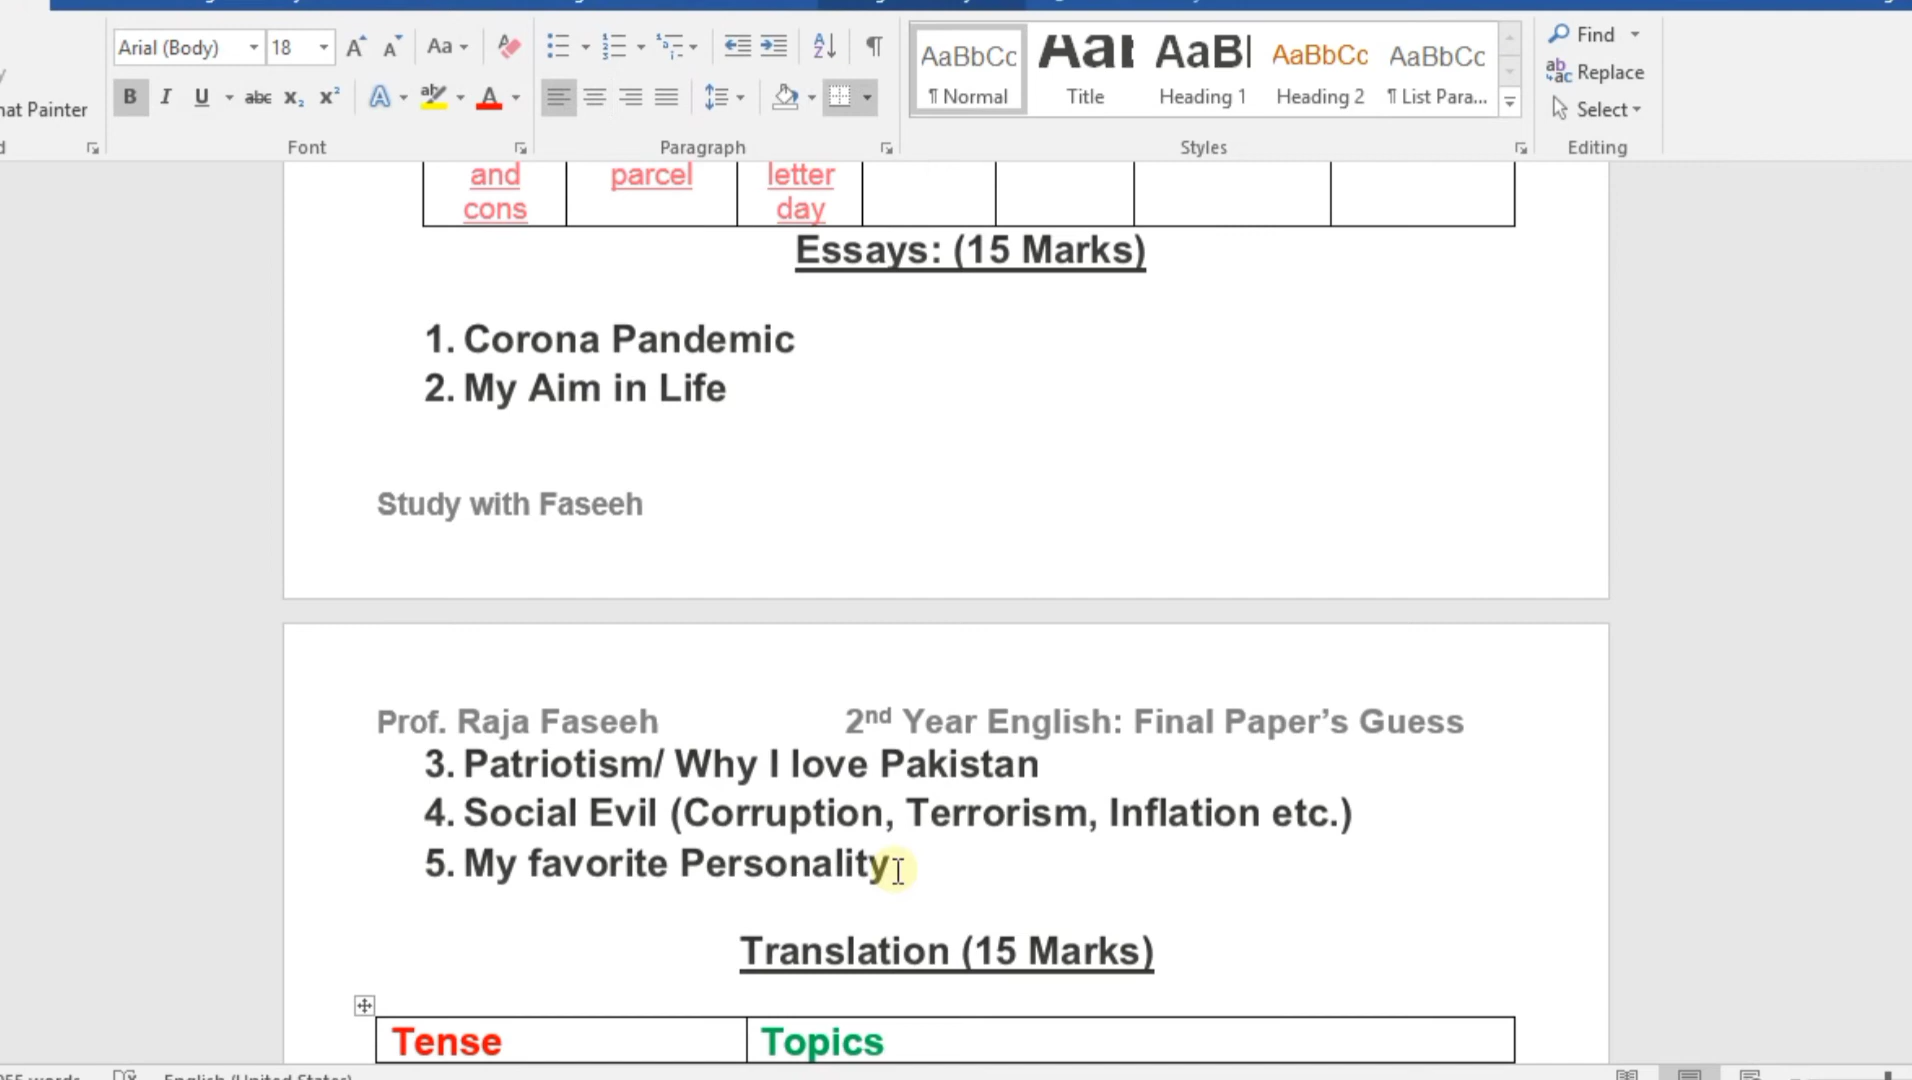 Arial (Body) 18 Aa
Find
AaBbCc AaI AaBl AaBbCc AaBbCc
Replace
B I U abc x₂ x² A ab A
¶ Normal Title Heading 1 Heading 2 ¶ List Para...
Select
Painter
Font Paragraph Styles Editing
and parcel letter
cons day
Essays: (15 Marks)
1. Corona Pandemic
2. My Aim in Life
Study with Faseeh
Prof. Raja Faseeh 2nd Year English: Final Paper’s Guess
3. Patriotism/ Why I love Pakistan
4. Social Evil (Corruption, Terrorism, Inflation etc.)
5. My favorite Personality
Translation (15 Marks)
Tense Topics
English (United States)